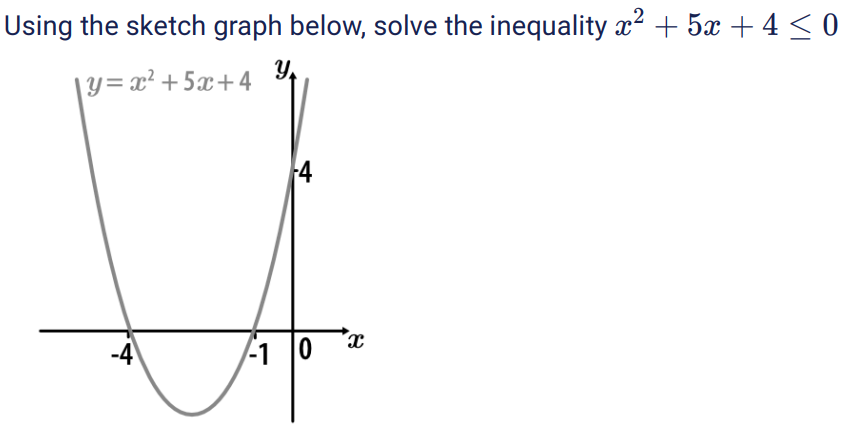 Using the sketch graph below, solve the inequality x² + 5x + 4 ≤ 0
y = x² + 5x + 4
y
4
-4
-1
0
x